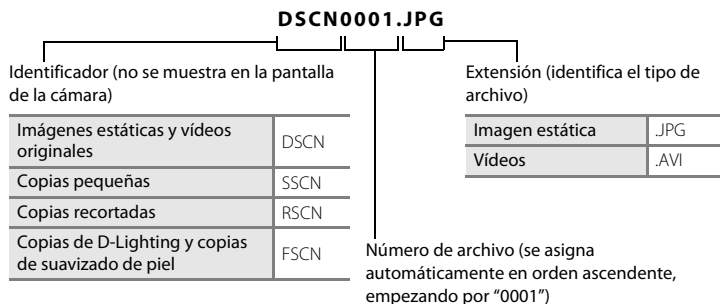 DSCN0001.JPG
Identificador (no se muestra en la pantalla
de la cámara)
Imágenes estáticas y vídeos
originales
DSCN
Copias pequeñas
SSCN
Copias recortadas
RSCN
Copias de D-Lighting y copias
de suavizado de piel
FSCN
Extensión (identifica el tipo de
archivo)
Imagen estática
.JPG
Vídeos
.AVI
Número de archivo (se asigna
automáticamente en orden ascendente,
empezando por “0001”)